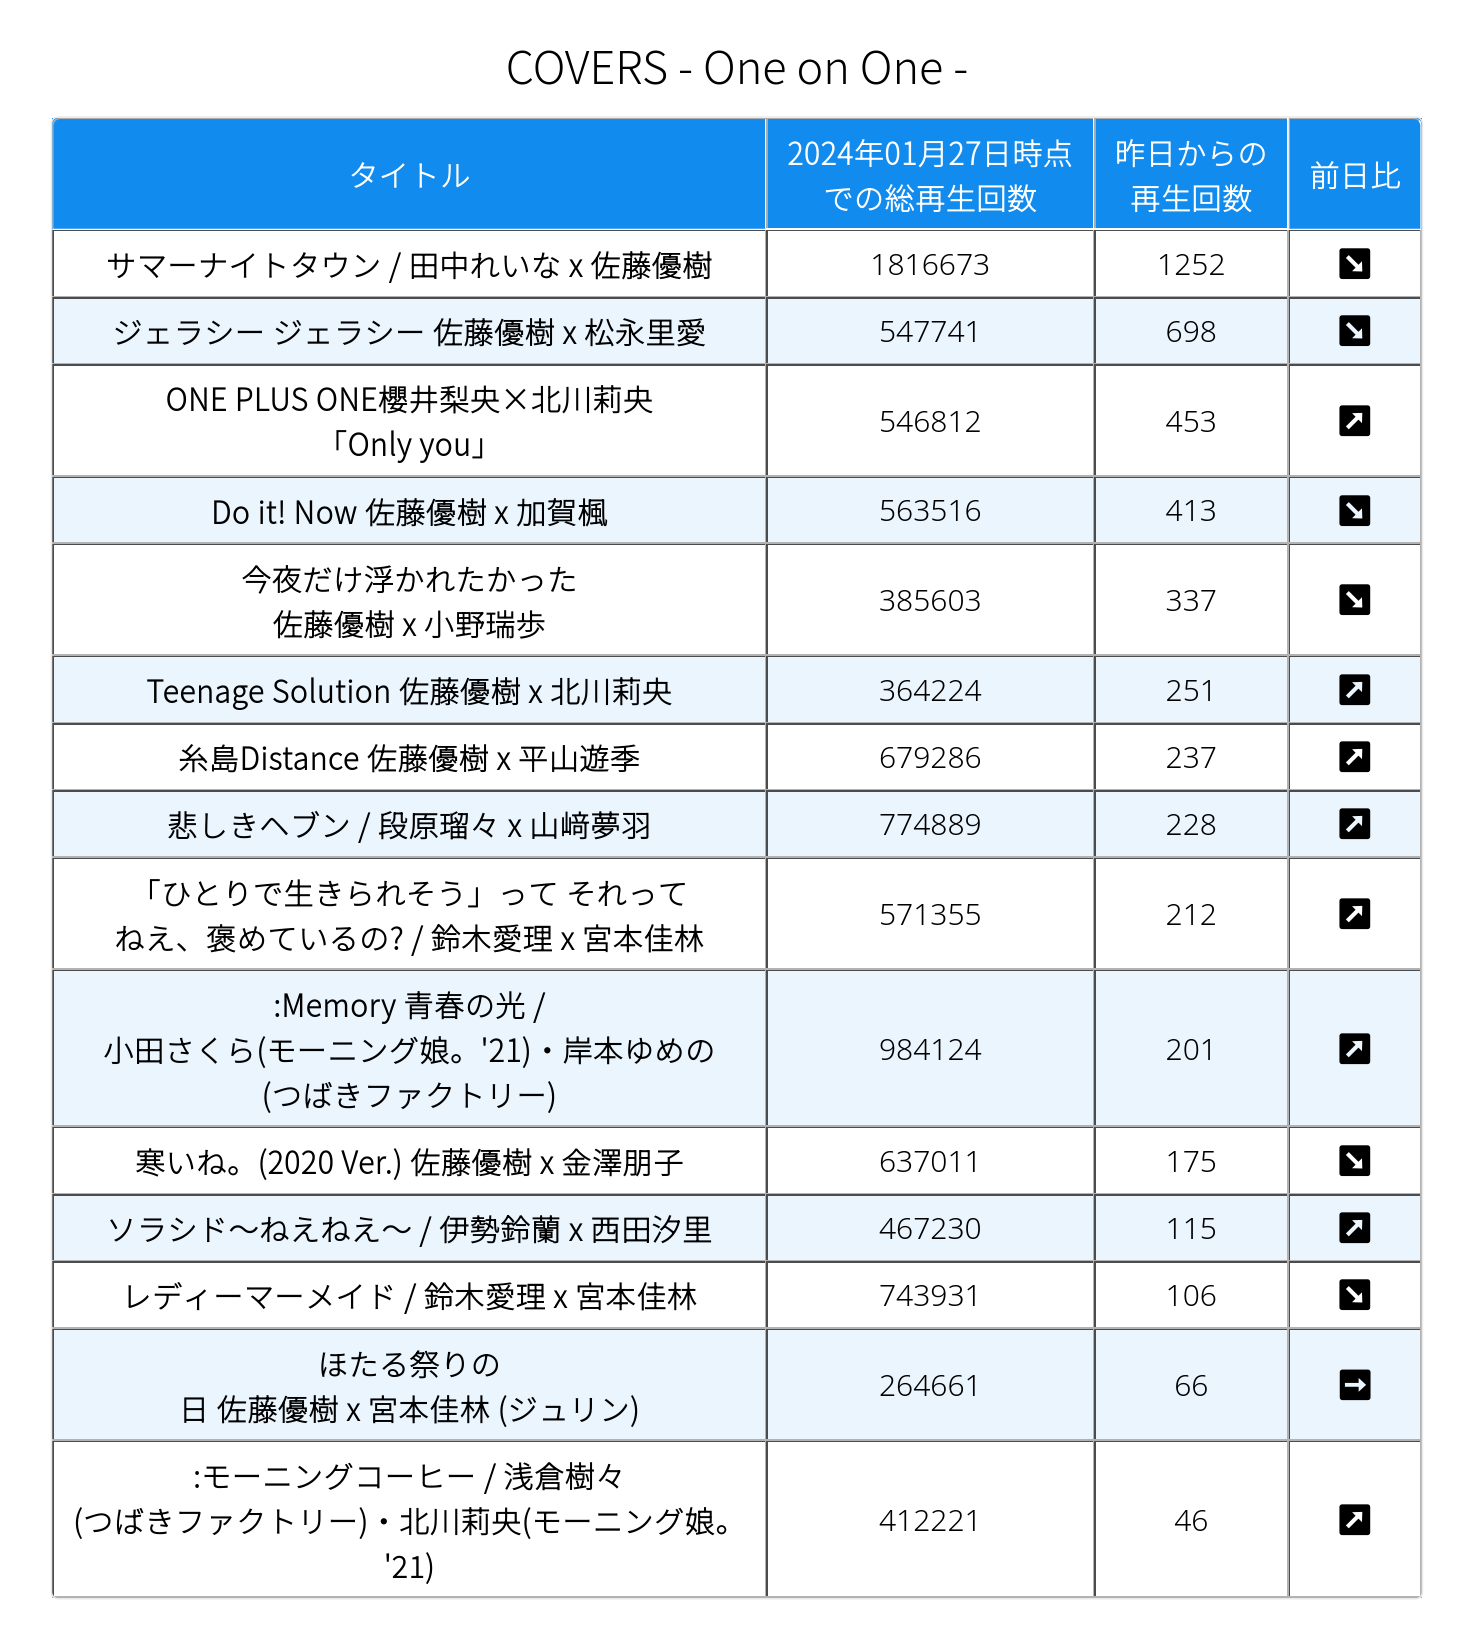 COVERS - One on One -
タイトル
2024年01月27日時点
での総再生回数
昨日からの
再生回数
前日比
サマーナイトタウン / 田中れいな x 佐藤優樹
1816673
1252
ジェラシー ジェラシー 佐藤優樹 x 松永里愛
547741
698
ONE PLUS ONE櫻井梨央×北川莉央
「Only you」
546812
453
Do it! Now 佐藤優樹 x 加賀楓
563516
413
今夜だけ浮かれたかった
佐藤優樹 x 小野瑞歩
385603
337
Teenage Solution 佐藤優樹 x 北川莉央
364224
251
糸島Distance 佐藤優樹 x 平山遊季
679286
237
悲しきヘブン / 段原瑠々 x 山﨑夢羽
774889
228
「ひとりで生きられそう」って それって
ねえ、褒めているの? / 鈴木愛理 x 宮本佳林
571355
212
:Memory 青春の光 /
小田さくら(モーニング娘。'21)・岸本ゆめの
(つばきファクトリー)
984124
201
寒いね。(2020 Ver.) 佐藤優樹 x 金澤朋子
637011
175
ソラシド～ねえねえ～ / 伊勢鈴蘭 x 西田汐里
467230
115
レディーマーメイド / 鈴木愛理 x 宮本佳林
743931
106
ほたる祭りの
日 佐藤優樹 x 宮本佳林 (ジュリン)
264661
66
:モーニングコーヒー / 浅倉樹々
(つばきファクトリー)・北川莉央(モーニング娘。
'21)
412221
46